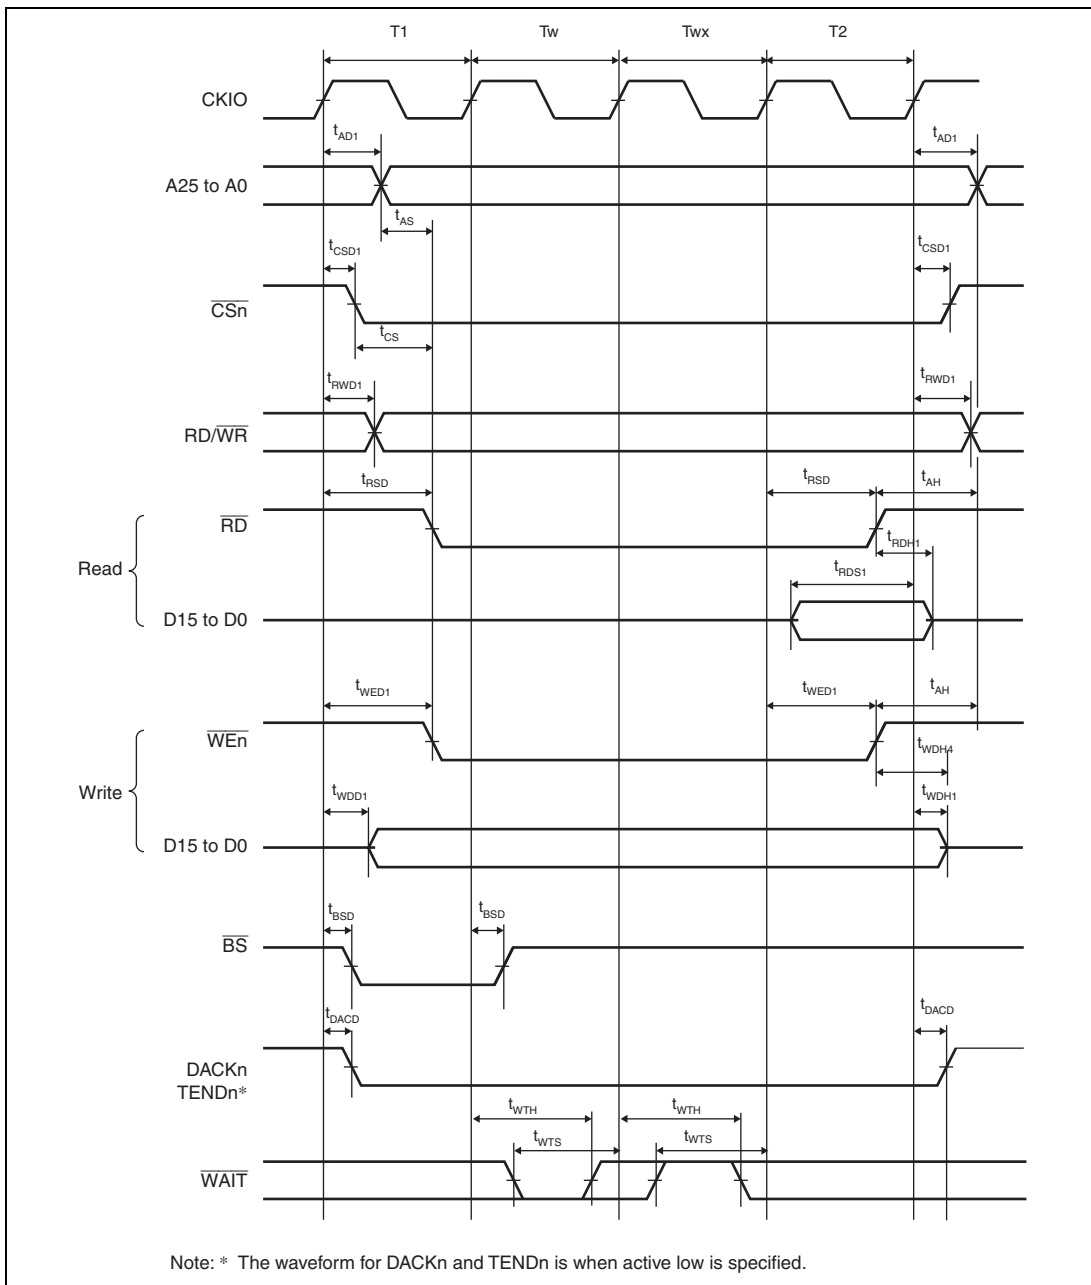 T1 Tw Twx T2
CKIO
tAD1 tAD1
A25 to A0
tAS
tCSD1 tCSD1
CSn
tCS
tRWD1 tRWD1
RD/WR
tRSD tRSD tAH
RD
tRDH1
Read
tRDS1
D15 to D0
tWED1 tWED1 tAH
WEn
tWDH4
Write
tWDD1 tWDH1
D15 to D0
tBSD tBSD
BS
tDACD tDACD
DACKn
TENDn*
tWTH tWTH
tWTS tWTS
WAIT
Note: * The waveform for DACKn and TENDn is when active low is specified.